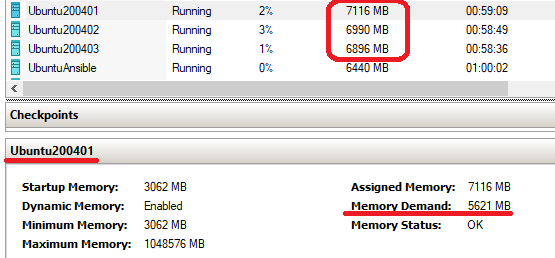 Ubuntu200401 Running 2% 7116 MB 00:59:09
Ubuntu200402 Running 3% 6990 MB 00:58:49
Ubuntu200403 Running 1% 6896 MB 00:58:36
UbuntuAnsible Running 0% 6440 MB 01:00:02
Checkpoints
Ubuntu200401
Startup Memory: 3062 MB Assigned Memory: 7116 MB
Dynamic Memory: Enabled Memory Demand: 5621 MB
Minimum Memory: 3062 MB Memory Status: OK
Maximum Memory: 1048576 MB